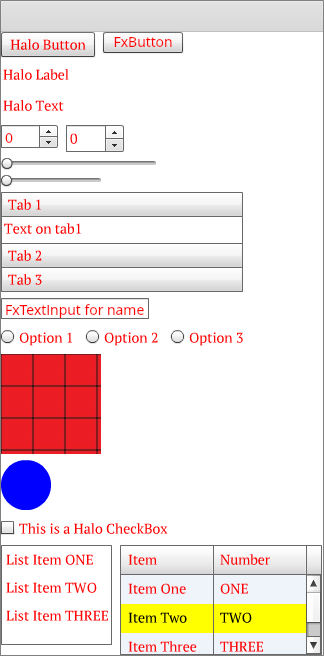 Halo Button FxButton
Halo Label
Halo Text
0 0
Tab 1
Text on tab1
Tab 2
Tab 3
FxTextInput for name
Option 1 Option 2 Option 3
This is a Halo CheckBox
List Item ONE
List Item TWO
List Item THREE
Item Number
Item One ONE
Item Two TWO
Item Three THREE